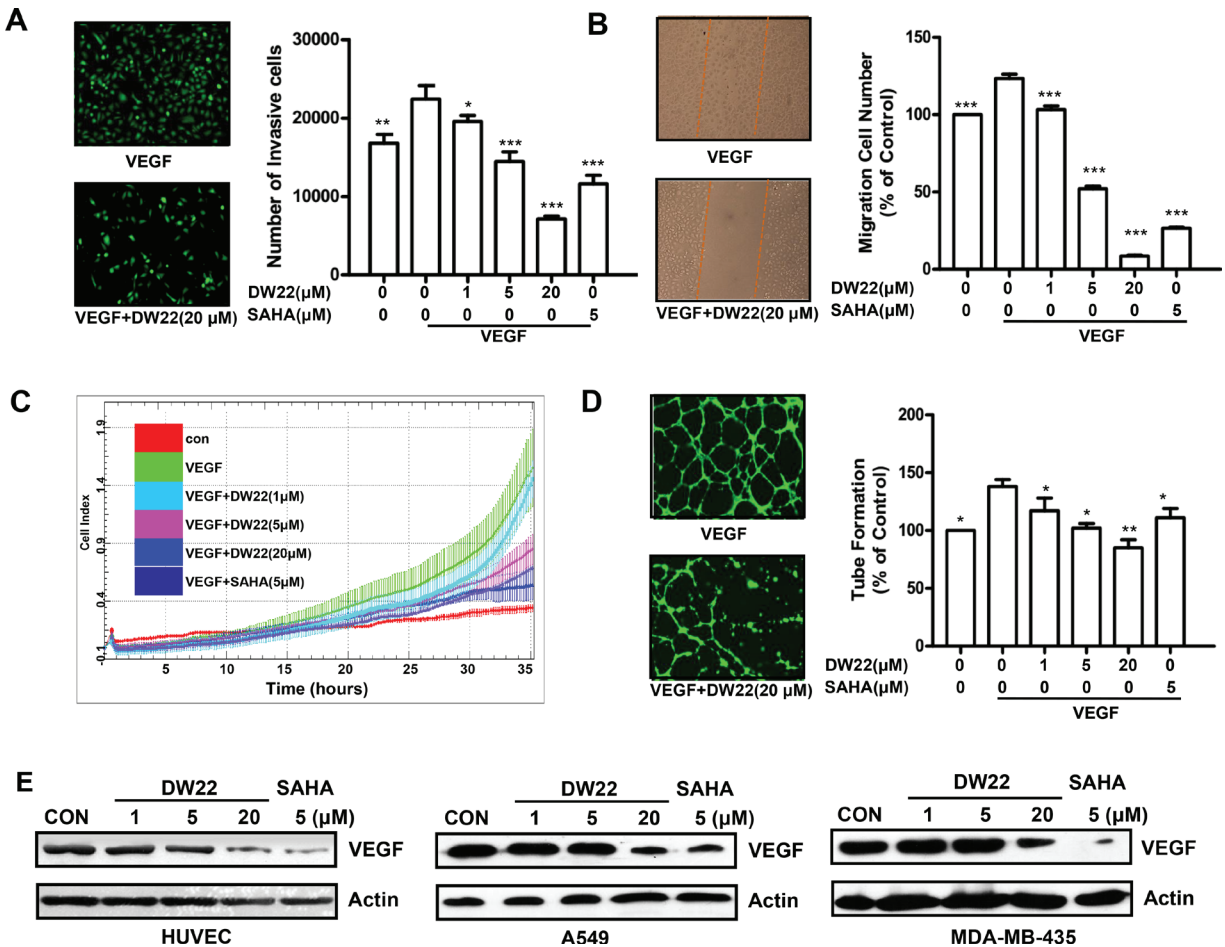 A
VEGF
VEGF+DW22(20 µM)
Number of Invasive cells
30000
20000
10000
0
** * *** *** ***
DW22(µM) 0 0 1 5 20 0
SAHA(µM) 0 0 0 0 0 5
VEGF
B
VEGF
VEGF+DW22(20 µM)
Migration Cell Number
(% of Control)
150
100
50
0
*** *** *** *** ***
DW22(µM) 0 0 1 5 20 0
SAHA(µM) 0 0 0 0 0 5
VEGF
C
Cell Index
1.9
1.4
0.9
0.4
-0.1
con
VEGF
VEGF+DW22(1µM)
VEGF+DW22(5µM)
VEGF+DW22(20µM)
VEGF+SAHA(5µM)
5 10 15 20 25 30 35
Time (hours)
D
VEGF
VEGF+DW22(20 µM)
Tube Formation
(% of Control)
200
150
100
50
0
* * * ** *
DW22(µM) 0 0 1 5 20 0
SAHA(µM) 0 0 0 0 0 5
VEGF
E
DW22 SAHA
CON 1 5 20 5 (µM)
VEGF
Actin
HUVEC
DW22 SAHA
CON 1 5 20 5 (µM)
VEGF
Actin
A549
DW22 SAHA
CON 1 5 20 5 (µM)
VEGF
Actin
MDA-MB-435